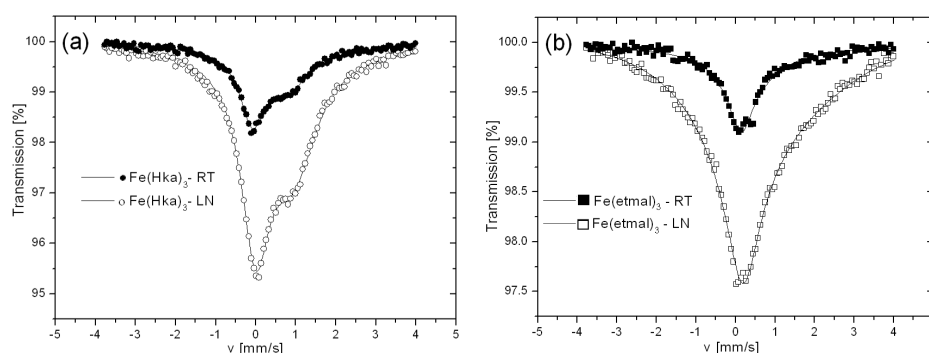 (a)
Transmission [%]
100
99
98
97
96
95
Fe(Hka)3- RT
Fe(Hka)3- LN
-5 -4 -3 -2 -1 0 1 2 3 4 5
v [mm/s]
(b)
Transmission [%]
100.0
99.5
99.0
98.5
98.0
97.5
Fe(etmal)3 - RT
Fe(etmal)3 - LN
-5 -4 -3 -2 -1 0 1 2 3 4
v [mm/s]